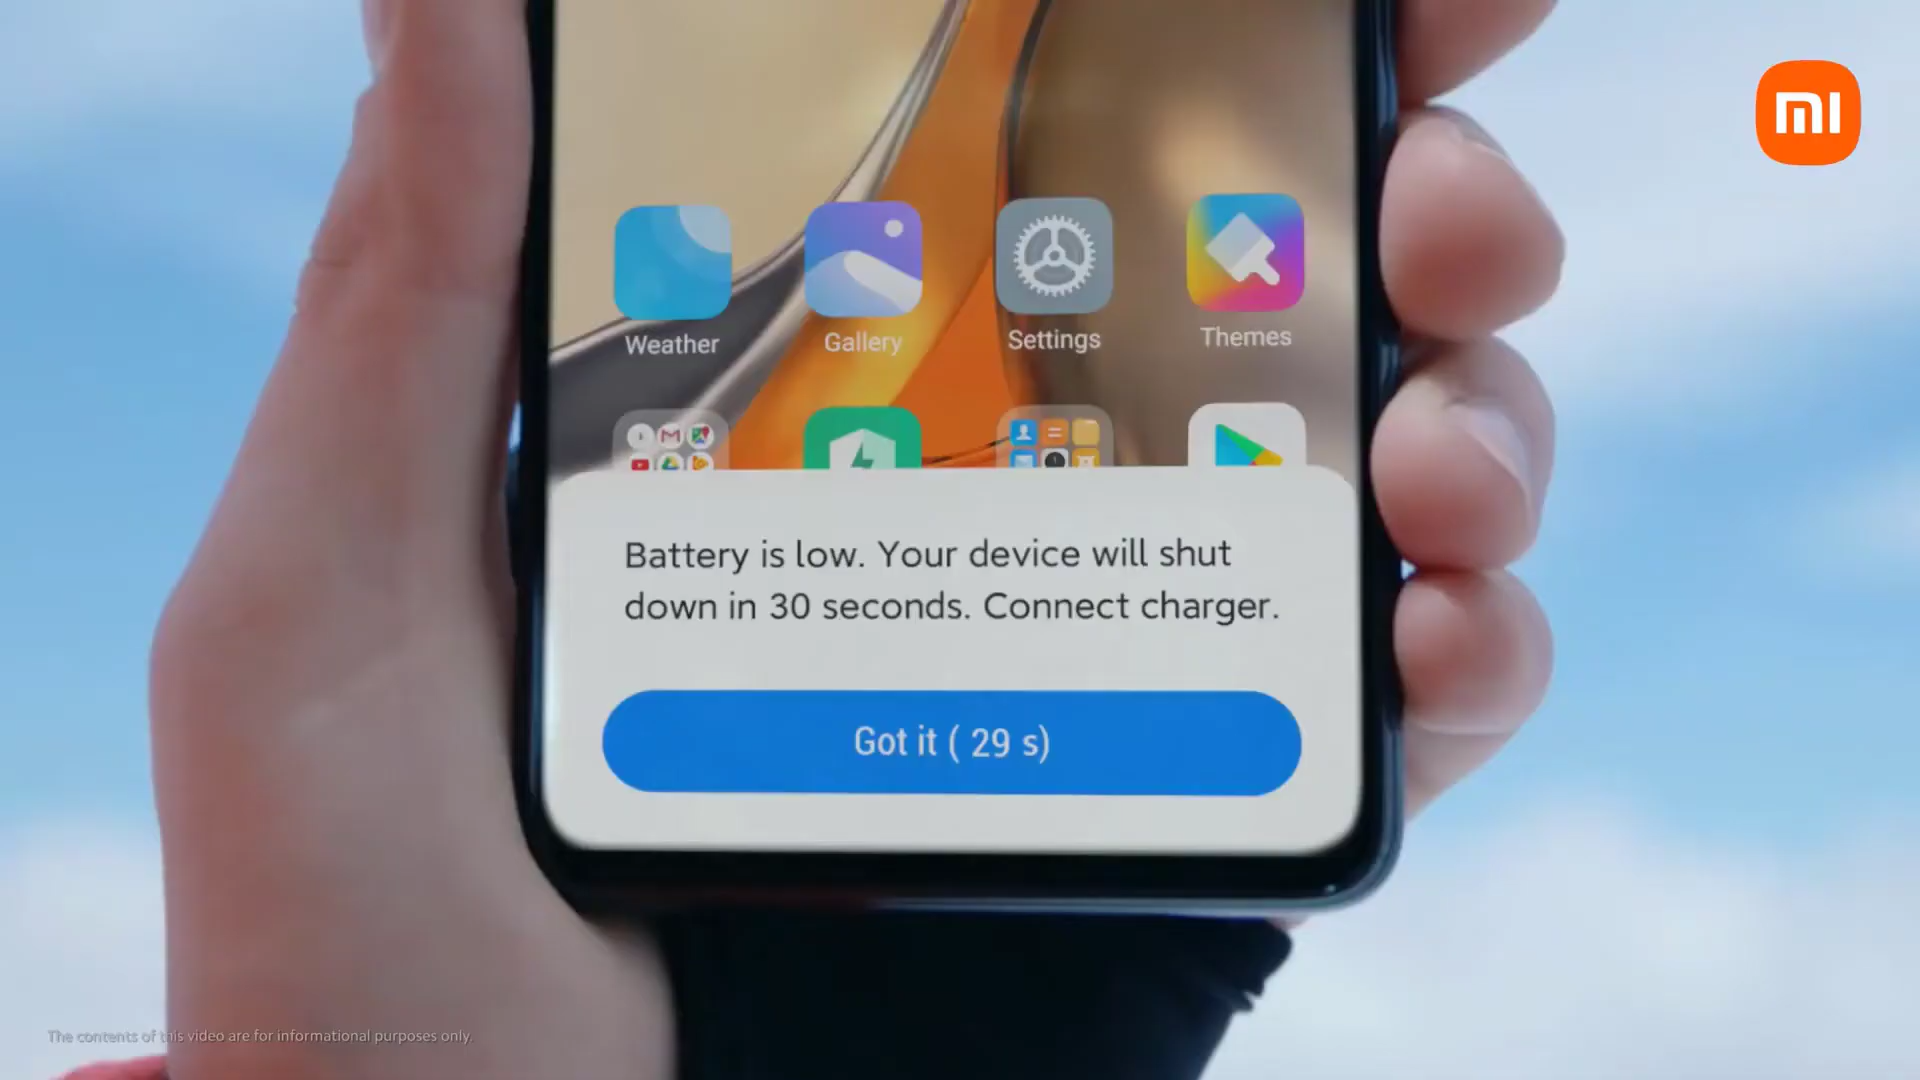 mi
Weather Gallery Settings Themes
Battery is low. Your device will shut
down in 30 seconds. Connect charger.
Got it ( 29 s)
The contents of this video are for informational purposes only.